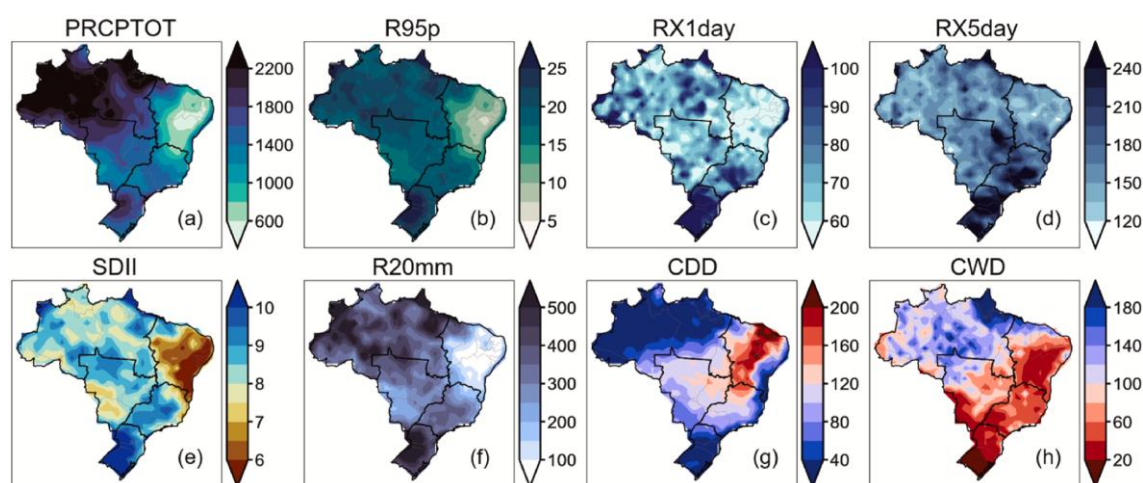 PRCPTOT
R95p
RX1day
RX5day
2200
1800
1400
1000
600
(a)
25
20
15
10
5
(b)
100
90
80
70
60
(c)
240
210
180
150
120
(d)
SDII
R20mm
CDD
CWD
10
9
8
7
6
(e)
500
400
300
200
100
(f)
200
160
120
80
40
(g)
180
140
100
60
20
(h)